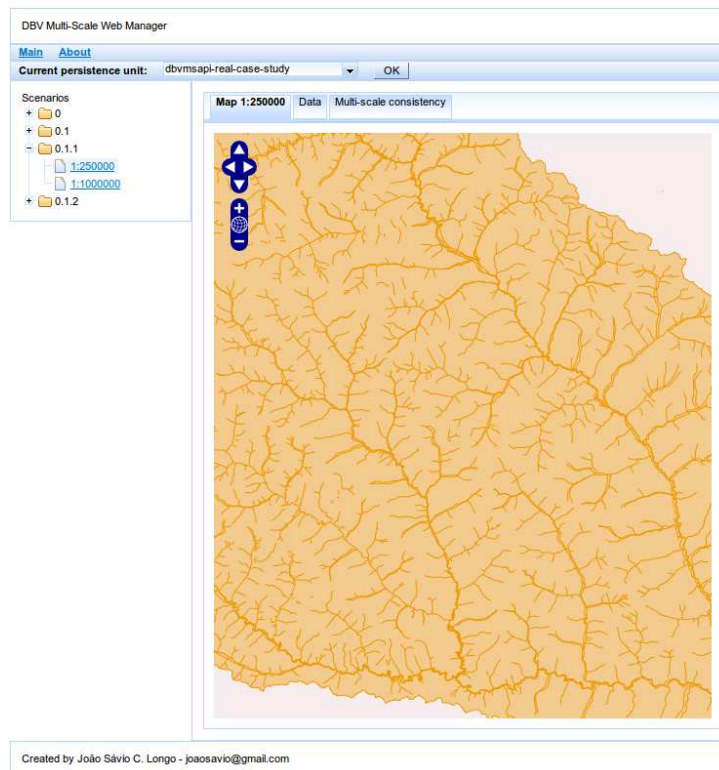 DBV Multi-Scale Web Manager
Main About
Current persistence unit: dbvmsapi-real-case-study OK
Scenarios
+ 0
+ 0.1
- 0.1.1
1:250000
1:1000000
+ 0.1.2
Map 1:250000 Data Multi-scale consistency
Created by João Sávio C. Longo - joaosavio@gmail.com